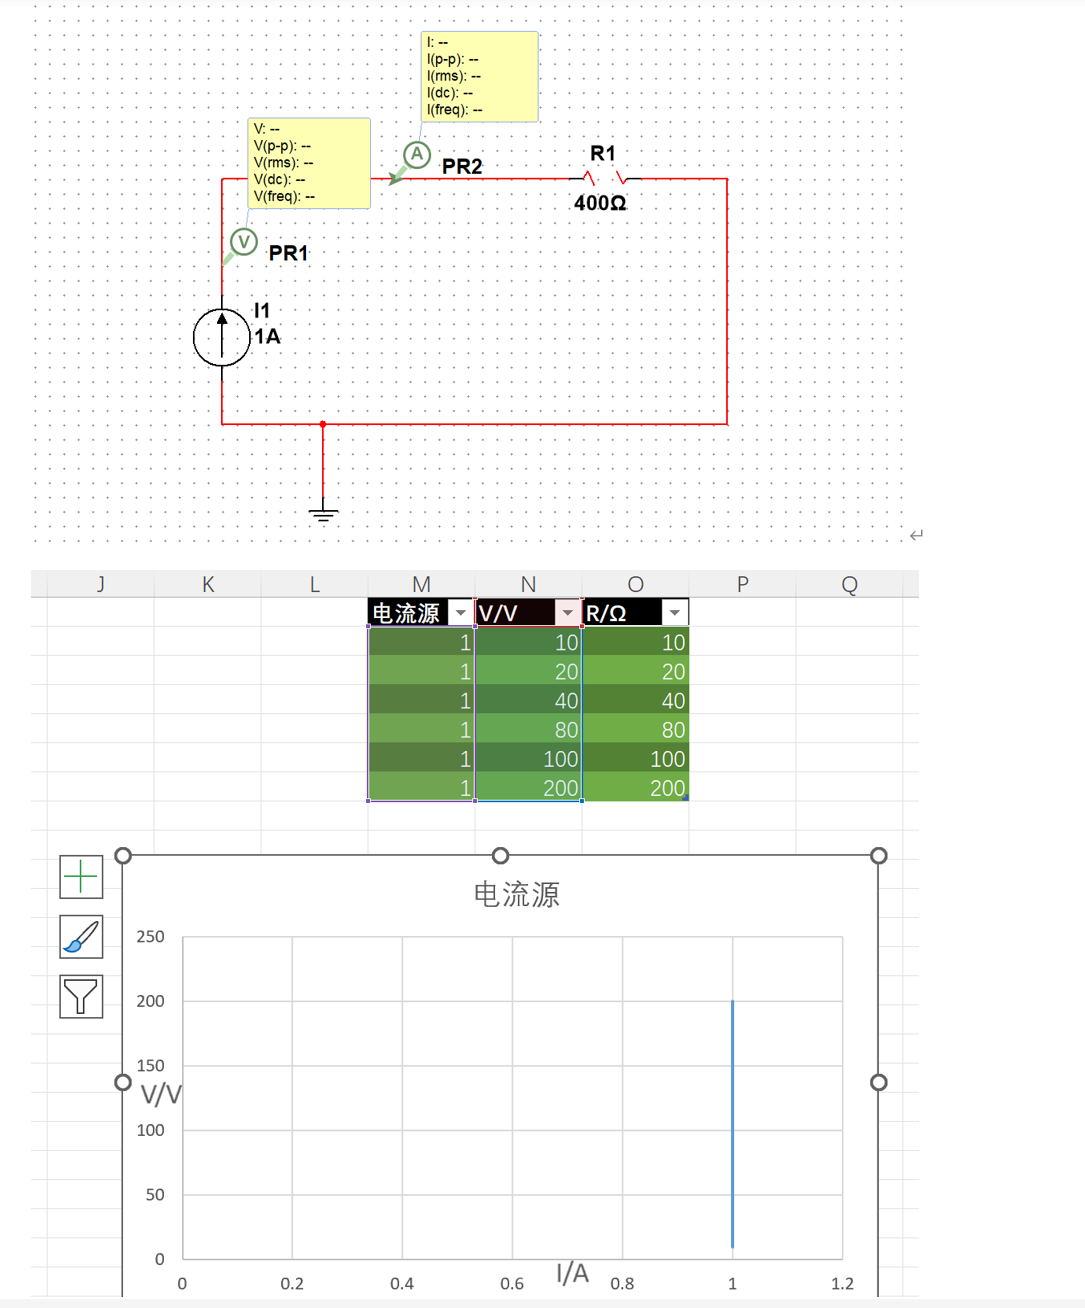 I: --
I(p-p): --
I(rms): --
I(dc): --
I(freq): --
V: --
V(p-p): --
V(rms): --
V(dc): --
V(freq): --
A
PR2
R1
400Ω
V
PR1
I1
1A
J K L M N O P Q
电流源 V/V R/Ω
1 10 10
1 20 20
1 40 40
1 80 80
1 100 100
1 200 200
电流源
250
200
150
V/V
100
50
0
I/A
0 0.2 0.4 0.6 0.8 1 1.2